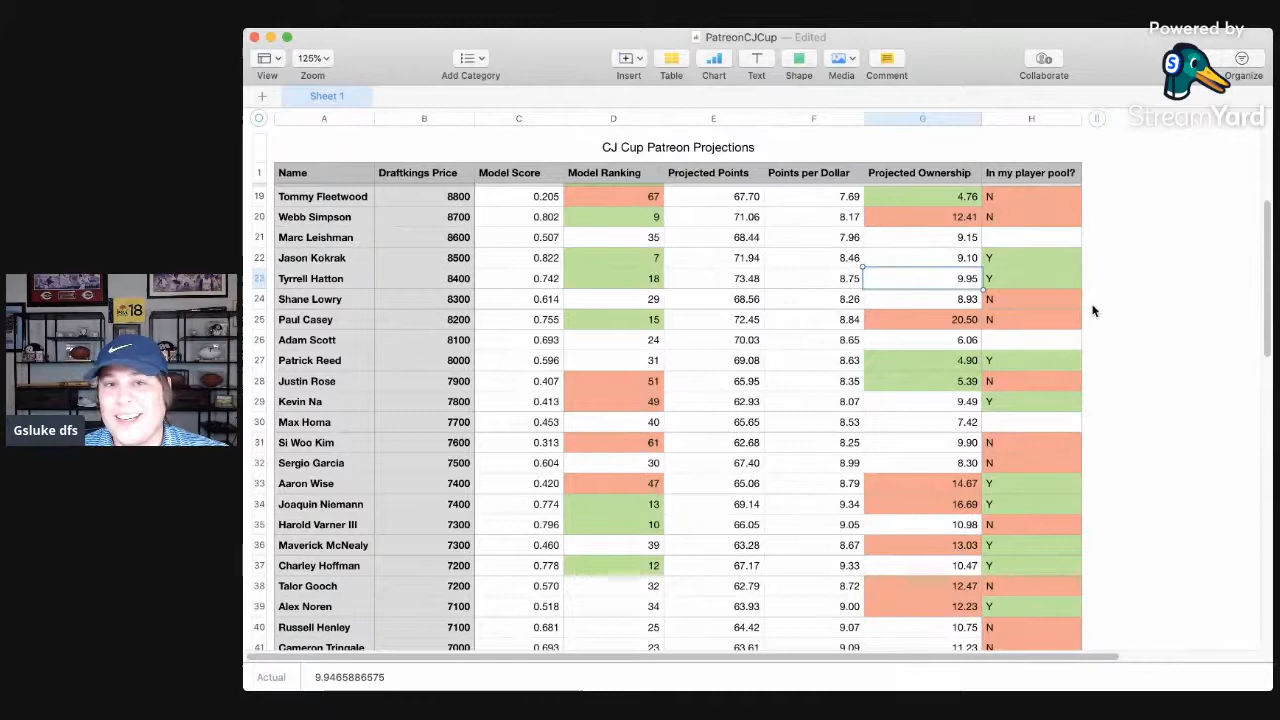 Powered by
StreamYard
PatreonCJCup — Edited
125%
View Zoom Add Category Insert Table Chart Text Shape Media Comment Collaborate Organize
Sheet 1
A B C D E F G H
CJ Cup Patreon Projections
1 Name Draftkings Price Model Score Model Ranking Projected Points Points per Dollar Projected Ownership In my player pool?
19 Tommy Fleetwood 8800 0.205 67 67.70 7.69 4.76 N
20 Webb Simpson 8700 0.802 9 71.06 8.17 12.41 N
21 Marc Leishman 8600 0.507 35 68.44 7.96 9.15
22 Jason Kokrak 8500 0.822 7 71.94 8.46 9.10 Y
23 Tyrrell Hatton 8400 0.742 18 73.48 8.75 9.95 Y
24 Shane Lowry 8300 0.614 29 68.56 8.26 8.93 N
25 Paul Casey 8200 0.755 15 72.45 8.84 20.50 N
26 Adam Scott 8100 0.693 24 70.03 8.65 6.06
27 Patrick Reed 8000 0.596 31 69.08 8.63 4.90 Y
28 Justin Rose 7900 0.407 51 65.95 8.35 5.39 N
29 Kevin Na 7800 0.413 49 62.93 8.07 9.49 Y
30 Max Homa 7700 0.453 40 65.65 8.53 7.42
31 Si Woo Kim 7600 0.313 61 62.68 8.25 9.90 N
32 Sergio Garcia 7500 0.604 30 67.40 8.99 8.30 N
33 Aaron Wise 7400 0.420 47 65.06 8.79 14.67 Y
34 Joaquin Niemann 7400 0.774 13 69.14 9.34 16.69 Y
35 Harold Varner III 7300 0.796 10 66.05 9.05 10.98 N
36 Maverick McNealy 7300 0.460 39 63.28 8.67 13.03 Y
37 Charley Hoffman 7200 0.778 12 67.17 9.33 10.47 Y
38 Talor Gooch 7200 0.570 32 62.79 8.72 12.47 N
39 Alex Noren 7100 0.518 34 63.93 9.00 12.23 Y
40 Russell Henley 7100 0.681 25 64.42 9.07 10.75 N
41 Cameron Tringale 7000 0.693 23 63.61 9.09 11.23 N
Actual 9.9465886575
18
Gsluke dfs